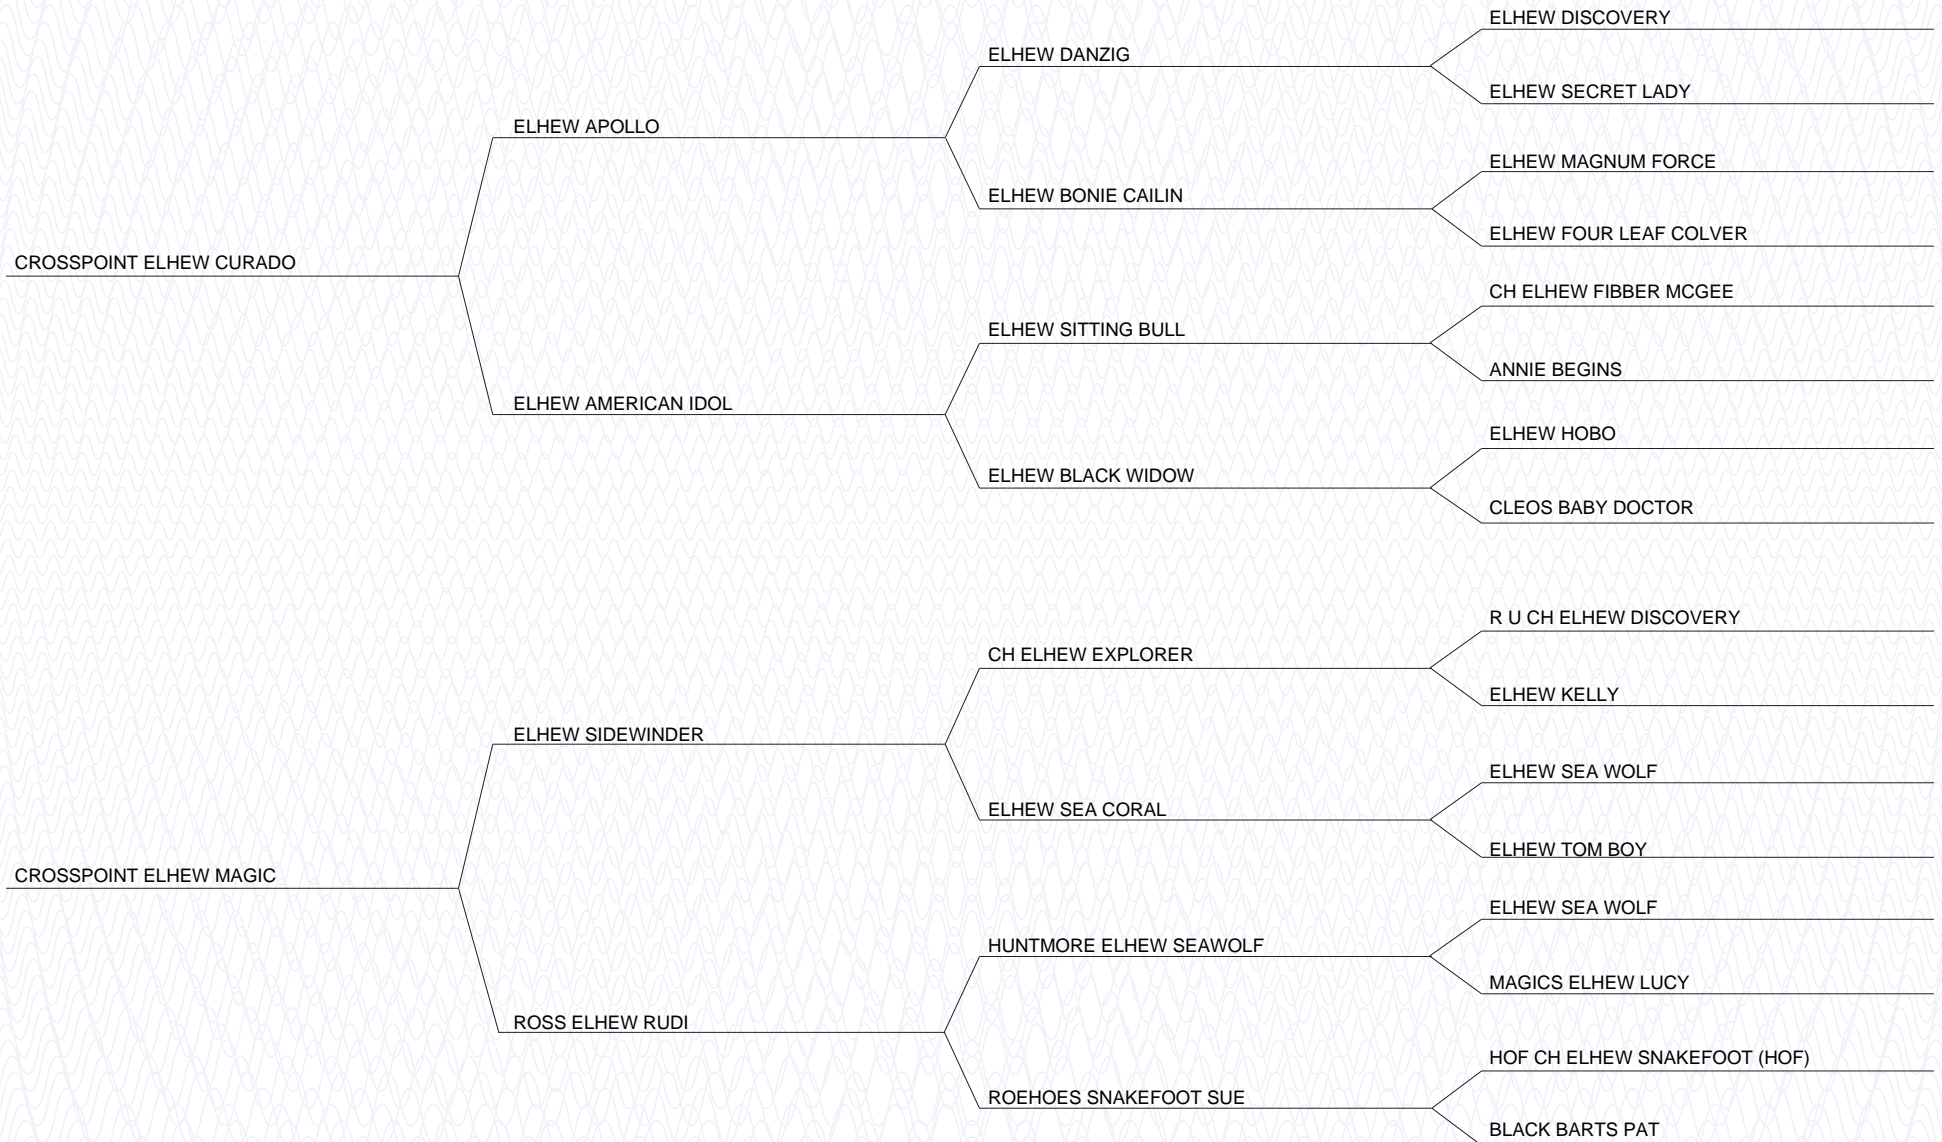 ELHEW DISCOVERY
ELHEW DANZIG
ELHEW SECRET LADY
ELHEW APOLLO
ELHEW MAGNUM FORCE
ELHEW BONIE CAILIN
ELHEW FOUR LEAF COLVER
CROSSPOINT ELHEW CURADO
CH ELHEW FIBBER MCGEE
ELHEW SITTING BULL
ANNIE BEGINS
ELHEW AMERICAN IDOL
ELHEW HOBO
ELHEW BLACK WIDOW
CLEOS BABY DOCTOR
R U CH ELHEW DISCOVERY
CH ELHEW EXPLORER
ELHEW KELLY
ELHEW SIDEWINDER
ELHEW SEA WOLF
ELHEW SEA CORAL
ELHEW TOM BOY
CROSSPOINT ELHEW MAGIC
ELHEW SEA WOLF
HUNTMORE ELHEW SEAWOLF
MAGICS ELHEW LUCY
ROSS ELHEW RUDI
HOF CH ELHEW SNAKEFOOT (HOF)
ROEHOES SNAKEFOOT SUE
BLACK BARTS PAT